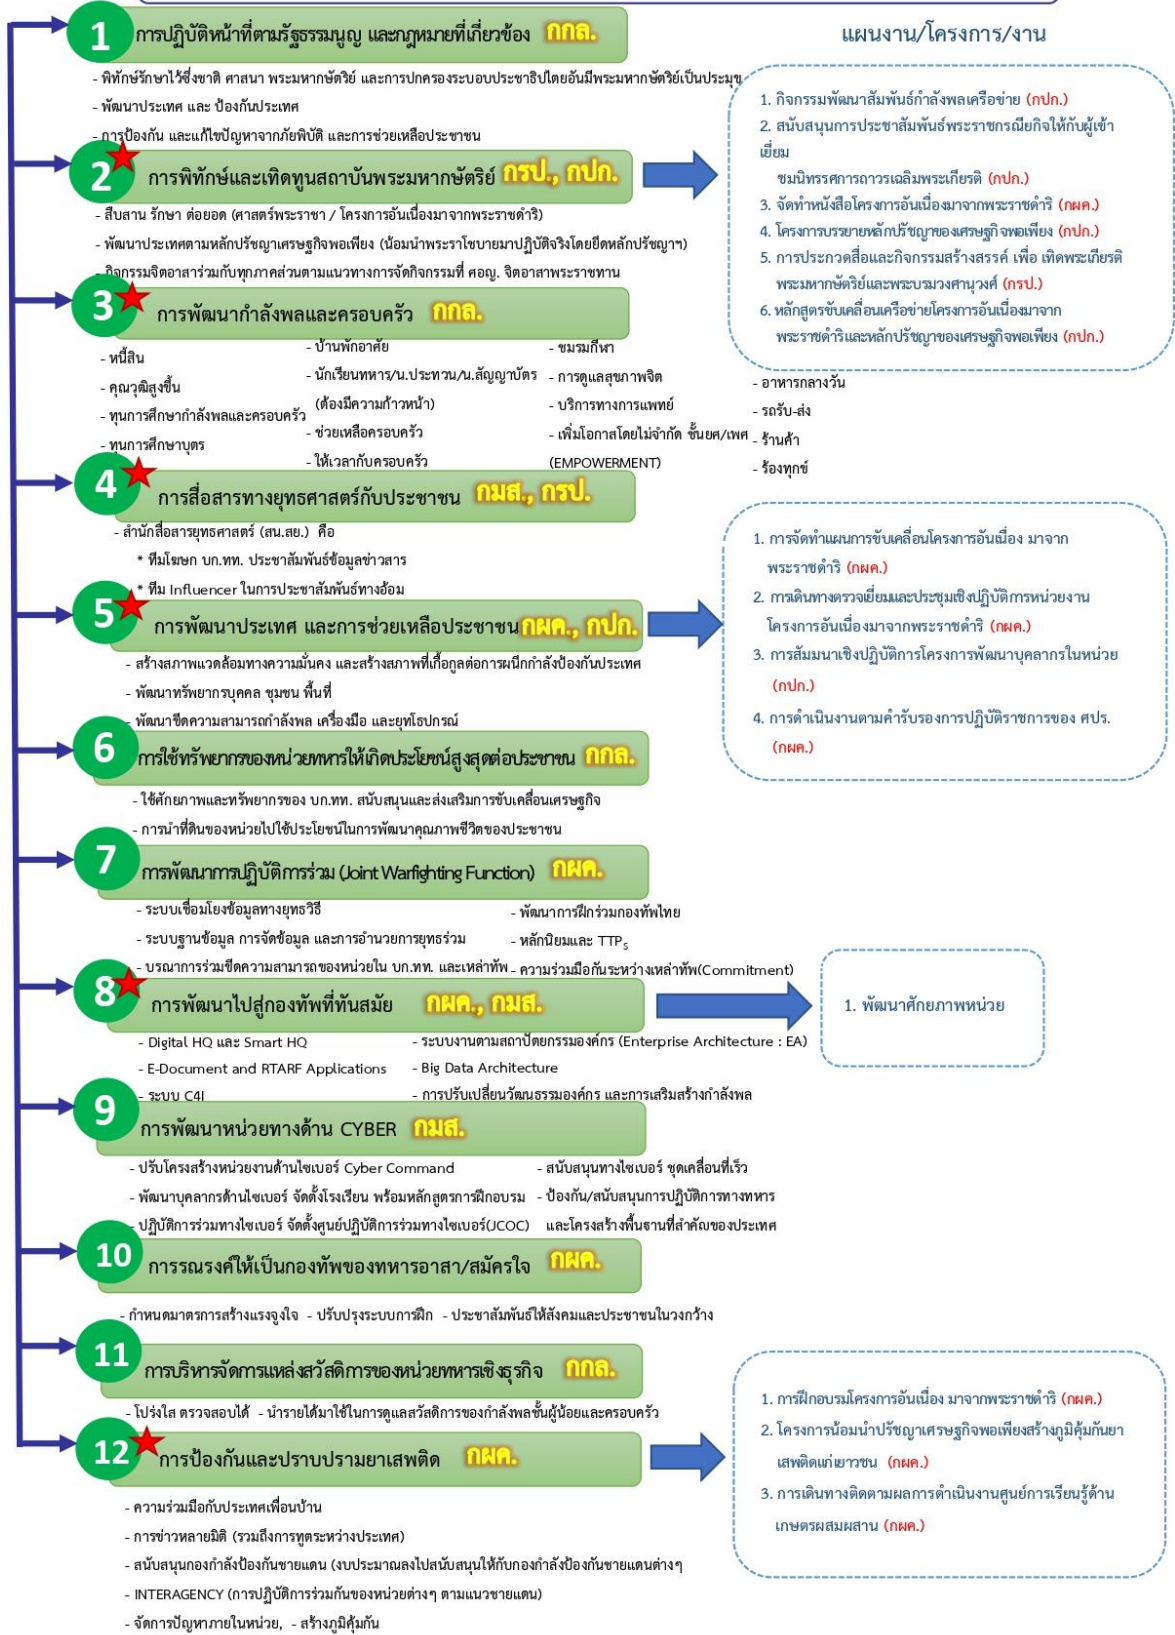 1 การปฏิบัติหน้าที่ตามรัฐธรรมนูญ และกฎหมายที่เกี่ยวข้อง กกล.
- พิทักษ์รักษาไว้ซึ่งชาติ ศาสนา พระมหากษัตริย์ และการปกครองระบอบประชาธิปไตยอันมีพระมหากษัตริย์เป็นประมุข
- พัฒนาประเทศ และ ป้องกันประเทศ
- การป้องกัน และแก้ไขปัญหาจากภัยพิบัติ และการช่วยเหลือประชาชน
แผนงาน/โครงการ/งาน
2 การพิทักษ์และเทิดทูนสถาบันพระมหากษัตริย์ กรป., กปก.
- สืบสาน รักษา ต่อยอด (ศาสตร์พระราชา / โครงการอันเนื่องมาจากพระราชดำริ)
- พัฒนาประเทศตามหลักปรัชญาเศรษฐกิจพอเพียง (น้อมนำพระราโชบายมาปฏิบัติจริงโดยยึดหลักปรัชญาฯ)
- กิจกรรมจิตอาสาร่วมกับทุกภาคส่วนตามแนวทางการจัดกิจกรรมที่ ศอญ. จิตอาสาพระราชทาน
1. กิจกรรมพัฒนาสัมพันธ์กำลังพลเครือข่าย (กปก.)
2. สนับสนุนการประชาสัมพันธ์พระราชกรณียกิจให้กับผู้เข้า
เยี่ยม
ชมนิทรรศการถาวรเฉลิมพระเกียรติ (กปก.)
3. จัดทำหนังสือโครงการอันเนื่องมาจากพระราชดำริ (กผค.)
4. โครงการบรรยายหลักปรัชญาของเศรษฐกิจพอเพียง (กปก.)
5. การประกวดสื่อและกิจกรรมสร้างสรรค์ เพื่อ เทิดพระเกียรติ
พระมหากษัตริย์และพระบรมวงศานุวงศ์ (กรป.)
6. หลักสูตรขับเคลื่อนเครือข่ายโครงการอันเนื่องมาจาก
พระราชดำริและหลักปรัชญาของเศรษฐกิจพอเพียง (กปก.)
3 การพัฒนากำลังพลและครอบครัว กกล.
- หนี้สิน
- คุณวุฒิสูงขึ้น
- ทุนการศึกษากำลังพลและครอบครัว
- ทุนการศึกษาบุตร
- บ้านพักอาศัย
- นักเรียนทหาร/น.ประทวน/น.สัญญาบัตร
(ต้องมีความก้าวหน้า)
- ช่วยเหลือครอบครัว
- ให้เวลากับครอบครัว
- ชมรมกีฬา
- การดูแลสุขภาพจิต
- บริการทางการแพทย์
- เพิ่มโอกาสโดยไม่จำกัด ชั้นยศ/เพศ
(EMPOWERMENT)
- อาหารกลางวัน
- รถรับ-ส่ง
- ร้านค้า
- ร้องทุกข์
4 การสื่อสารทางยุทธศาสตร์กับประชาชน กมส., กรป.
- สำนักสื่อสารยุทธศาสตร์ (สน.สย.) คือ
* ทีมโฆษก บก.ทท. ประชาสัมพันธ์ข้อมูลข่าวสาร
* ทีม Influencer ในการประชาสัมพันธ์ทางอ้อม
5 การพัฒนาประเทศ และการช่วยเหลือประชาชน กผค., กปก.
- สร้างสภาพแวดล้อมทางความมั่นคง และสร้างสภาพที่เกื้อกูลต่อการผนึกกำลังป้องกันประเทศ
- พัฒนาทรัพยากรบุคคล ชุมชน พื้นที่
- พัฒนาขีดความสามารถกำลังพล เครื่องมือ และยุทโธปกรณ์
1. การจัดทำแผนการขับเคลื่อนโครงการอันเนื่อง มาจาก
พระราชดำริ (กผค.)
2. การเดินทางตรวจเยี่ยมและประชุมเชิงปฏิบัติการหน่วยงาน
โครงการอันเนื่องมาจากพระราชดำริ (กผค.)
3. การสัมมนาเชิงปฏิบัติการโครงการพัฒนาบุคลากรในหน่วย
(กปก.)
4. การดำเนินงานตามคำรับรองการปฏิบัติราชการของ ศปร.
(กผค.)
6 การใช้ทรัพยากรของหน่วยทหารให้เกิดประโยชน์สูงสุดต่อประชาชน กกล.
- ใช้ศักยภาพและทรัพยากรของ บก.ทท. สนับสนุนและส่งเสริมการขับเคลื่อนเศรษฐกิจ
- การนำที่ดินของหน่วยไปใช้ประโยชน์ในการพัฒนาคุณภาพชีวิตของประชาชน
7 การพัฒนาการปฏิบัติการร่วม (Joint Warfighting Function) กผค.
- ระบบเชื่อมโยงข้อมูลทางยุทธวิธี
- ระบบฐานข้อมูล การจัดข้อมูล และการอำนวยการยุทธร่วม
- บรณาการร่วมขีดความสามารถของหน่วยใน บก.ทท. และเหล่าทัพ
- พัฒนาการฝึกร่วมกองทัพไทย
- หลักนิยมและ TTPs
- ความร่วมมือกันระหว่างเหล่าทัพ(Commitment)
8 การพัฒนาไปสู่กองทัพที่ทันสมัย กผค., กมส.
- Digital HQ และ Smart HQ
- E-Document and RTARF Applications
- ระบบ C4I
- ระบบงานตามสถาปัตยกรรมองค์กร (Enterprise Architecture : EA)
- Big Data Architecture
- การปรับเปลี่ยนวัฒนธรรมองค์กร และการเสริมสร้างกำลังพล
1. พัฒนาศักยภาพหน่วย
9 การพัฒนาหน่วยทางด้าน CYBER กมส.
- ปรับโครงสร้างหน่วยงานด้านไซเบอร์ Cyber Command
- พัฒนาบุคลากรด้านไซเบอร์ จัดตั้งโรงเรียน พร้อมหลักสูตรการฝึกอบรม
- ปฏิบัติการร่วมทางไซเบอร์ จัดตั้งศูนย์ปฏิบัติการร่วมทางไซเบอร์(JCOC)
- สนับสนุนทางไซเบอร์ ชุดเคลื่อนที่เร็ว
- ป้องกัน/สนับสนุนการปฏิบัติการทางทหาร
และโครงสร้างพื้นฐานที่สำคัญของประเทศ
10 การรณรงค์ให้เป็นกองทัพของทหารอาสา/สมัครใจ กผค.
- กำหนดมาตรการสร้างแรงจูงใจ - ปรับปรุงระบบการฝึก - ประชาสัมพันธ์ให้สังคมและประชาชนในวงกว้าง
11 การบริหารจัดการแหล่งสวัสดิการของหน่วยทหารเชิงธุรกิจ กกล.
- โปร่งใส ตรวจสอบได้ - นำรายได้มาใช้ในการดูแลสวัสดิการของกำลังพลชั้นผู้น้อยและครอบครัว
12 การป้องกันและปราบปรามยาเสพติด กผค.
- ความร่วมมือกับประเทศเพื่อนบ้าน
- การข่าวหลายมิติ (รวมถึงการทูตระหว่างประเทศ)
- สนับสนุนกองกำลังป้องกันชายแดน (งบประมาณลงไปสนับสนุนให้กับกองกำลังป้องกันชายแดนต่างๆ
- INTERAGENCY (การปฏิบัติการร่วมกันของหน่วยต่างๆ ตามแนวชายแดน)
- จัดการปัญหาภายในหน่วย, - สร้างภูมิคุ้มกัน
1. การฝึกอบรมโครงการอันเนื่อง มาจากพระราชดำริ (กผค.)
2. โครงการน้อมนำปรัชญาเศรษฐกิจพอเพียงสร้างภูมิคุ้มกันยา
เสพติดแก่เยาวชน (กผค.)
3. การเดินทางติดตามผลการดำเนินงานศูนย์การเรียนรู้ด้าน
เกษตรผสมผสาน (กผค.)